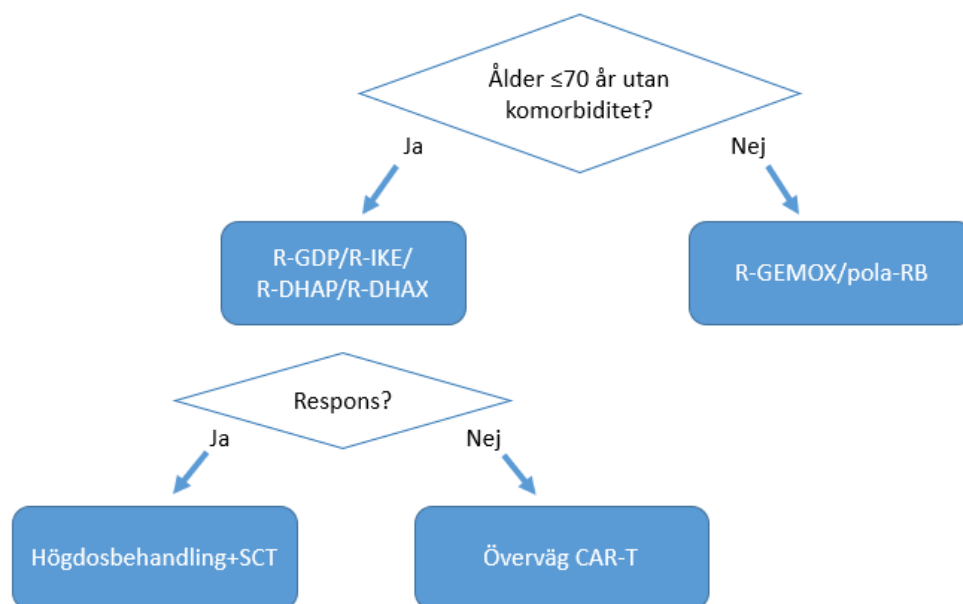 Ålder ≤70 år utan
komorbiditet?
Ja
Nej
R-GDP/R-IKE/
R-DHAP/R-DHAX
R-GEMOX/pola-RB
Respons?
Ja
Nej
Högdosbehandling+SCT
Överväg CAR-T